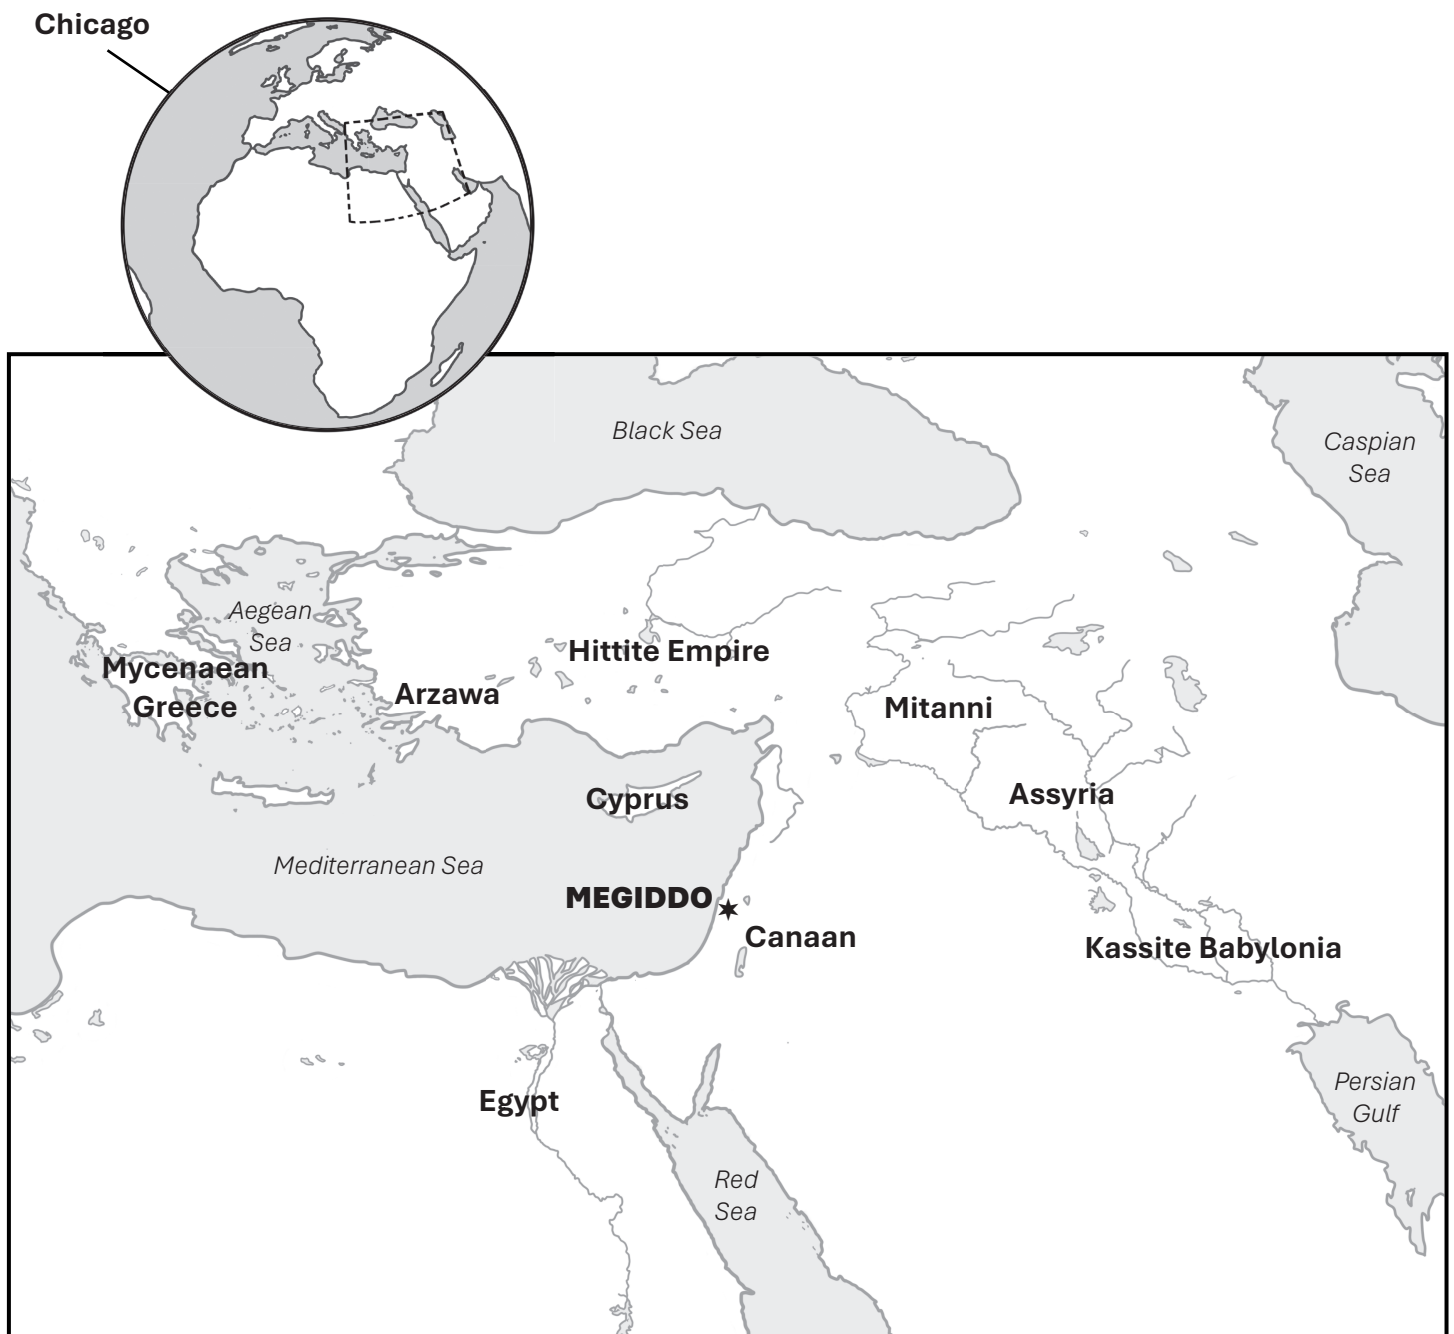 Chicago
Black Sea
Caspian
Sea
Aegean
Sea
Hittite Empire
Mycenaean
Greece
Arzawa
Mitanni
Assyria
Cyprus
Mediterranean Sea
MEGIDDO
Canaan
Kassite Babylonia
Egypt
Persian
Gulf
Red
Sea